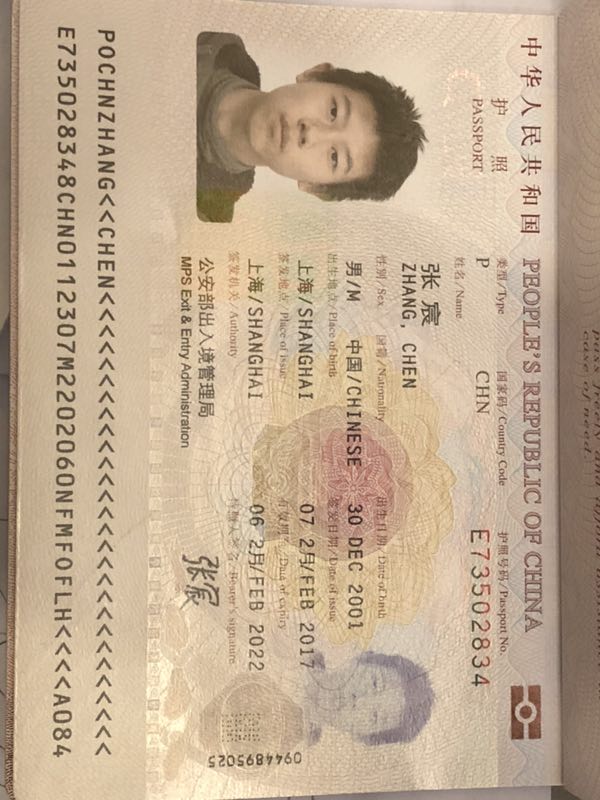 pass freely and afford assistance in
case of need.
中华人民共和国 PEOPLE'S REPUBLIC OF CHINA
护 照
PASSPORT
类型/Type 国家码/Country Code 护照号码/Passport No.
P CHN E73502834
姓名/Name
张 宸
ZHANG, CHEN
性别/Sex 国籍/Nationality 出生日期/Date of birth
男/M 中国/CHINESE 30 DEC 2001
出生地点/Place of birth 签发日期/Date of issue
上海/SHANGHAI 07 2月/FEB 2017
签发地点/Place of issue 有效期至/Date of expiry
上海/SHANGHAI 06 2月/FEB 2022
签发机关/Authority 持照人签名/Bearer's signature
公安部出入境管理局 张宸
MPS Exit & Entry Administration
0944895025
POCHNZHANG<<CHEN<<<<<<<<<<<<<<<<<<<<<<<<<<<<
E735028348CHN0112307M2202060NFMFOFLH<<<<A084